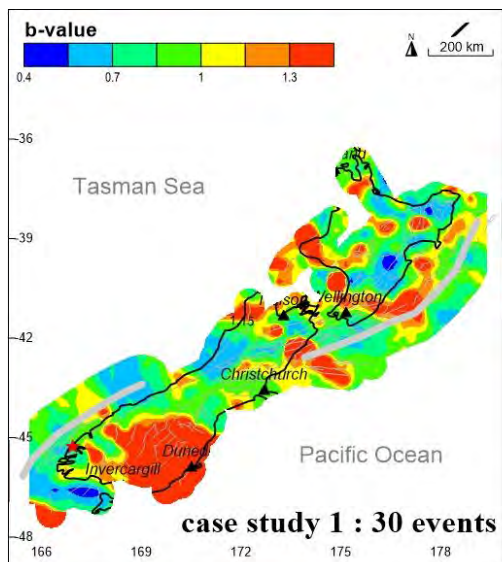 b-value
0.4 0.7 1 1.3
N
200 km
-36
Tasman Sea
-39
Wellington
-42
Christchurch
-45
Dunedi
Invercargill
Pacific Ocean
case study 1 : 30 events
-48
166 169 172 175 178